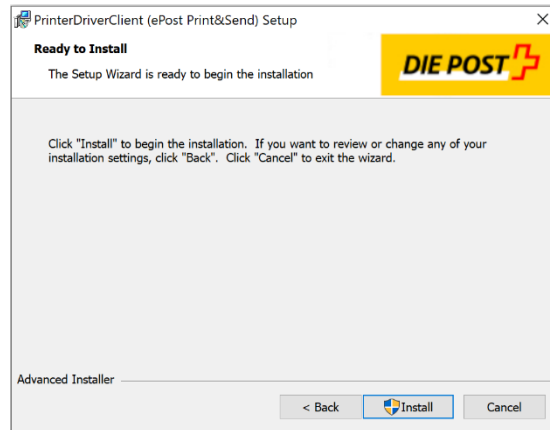 PrinterDriverClient (ePost Print&Send) Setup
Ready to Install
The Setup Wizard is ready to begin the installation
DIE POST
Click "Install" to begin the installation. If you want to review or change any of your
installation settings, click "Back". Click "Cancel" to exit the wizard.
Advanced Installer
< Back
Install
Cancel